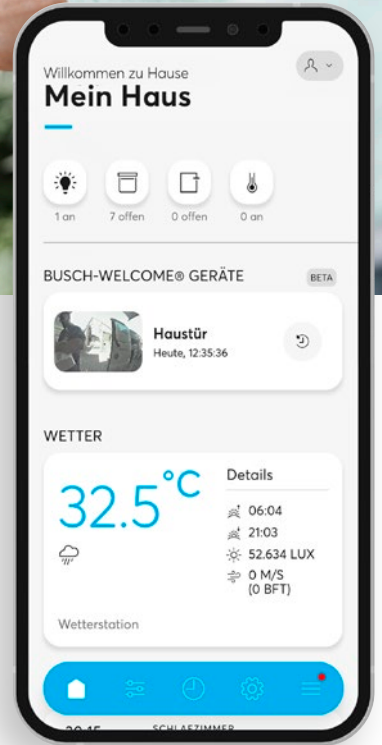 Willkommen zu Hause
Mein Haus
1 an
7 offen
0 offen
0 an
BUSCH-WELCOME® GERÄTE
BETA
Haustür
Heute, 12:35:36
WETTER
32.5°C
Details
06:04
21:03
52.634 LUX
0 M/S
(0 BFT)
Wetterstation
20:15 SCHLAFZIMMER